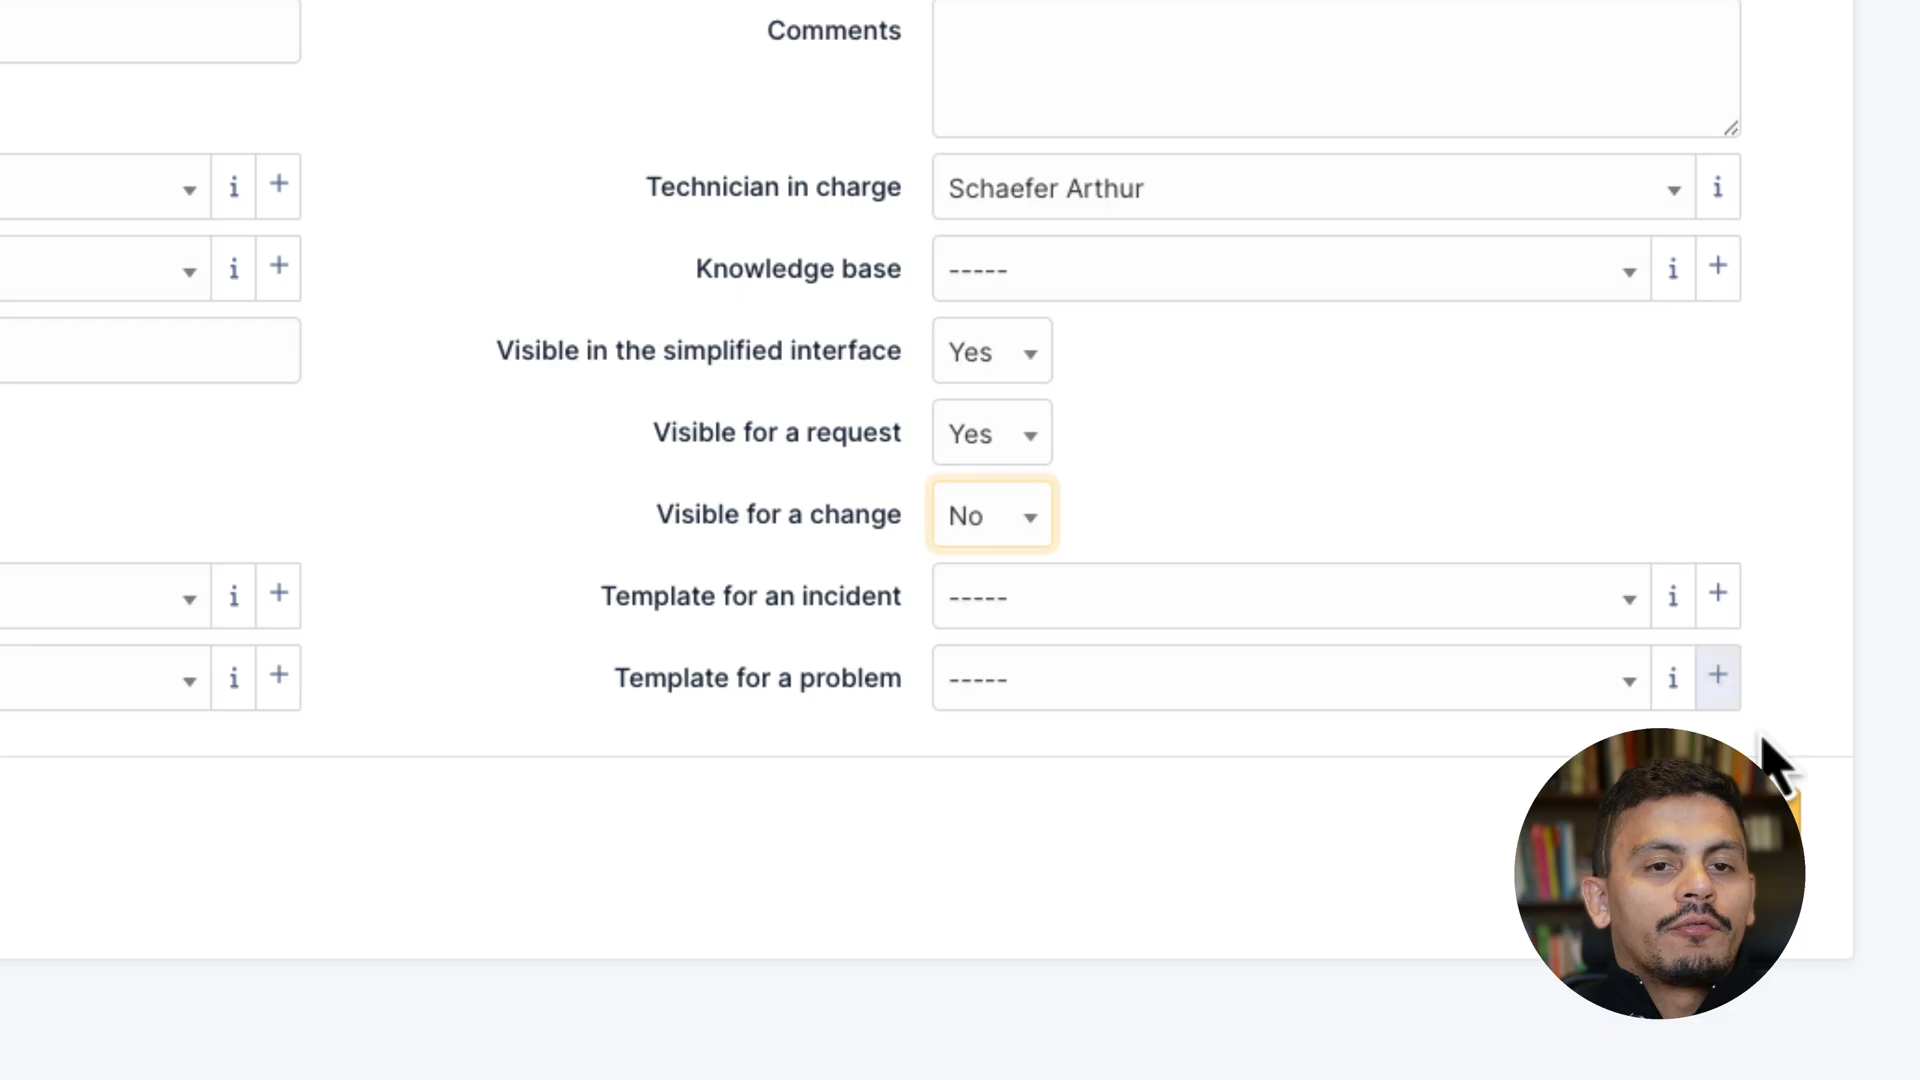 Comments
Technician in charge
Schaefer Arthur
i
i
Knowledge base
-----
i +
i +
Visible in the simplified interface
Yes
Visible for a request
Yes
Visible for a change
No
Template for an incident
-----
i +
i +
Template for a problem
-----
i +
i +